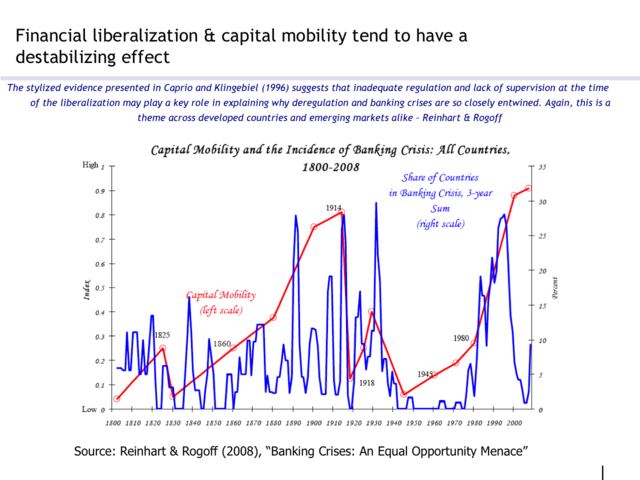 Financial liberalization & capital mobility tend to have a
destabilizing effect
The stylized evidence presented in Caprio and Klingebiel (1996) suggests that inadequate regulation and lack of supervision at the time
of the liberalization may play a key role in explaining why deregulation and banking crises are so closely entwined. Again, this is a
theme across developed countries and emerging markets alike – Reinhart & Rogoff
Capital Mobility and the Incidence of Banking Crisis: All Countries,
1800-2008
High 1
0.9
0.8
0.7
0.6
0.5
0.4
0.3
0.2
0.1
Low 0
Index
35
30
25
20
15
10
5
0
Percent
Share of Countries
in Banking Crisis, 3-year
Sum
(right scale)
Capital Mobility
(left scale)
1825
1860
1914
1918
1945
1980
1800 1810 1820 1830 1840 1850 1860 1870 1880 1890 1900 1910 1920 1930 1940 1950 1960 1970 1980 1990 2000
Source: Reinhart & Rogoff (2008), “Banking Crises: An Equal Opportunity Menace”